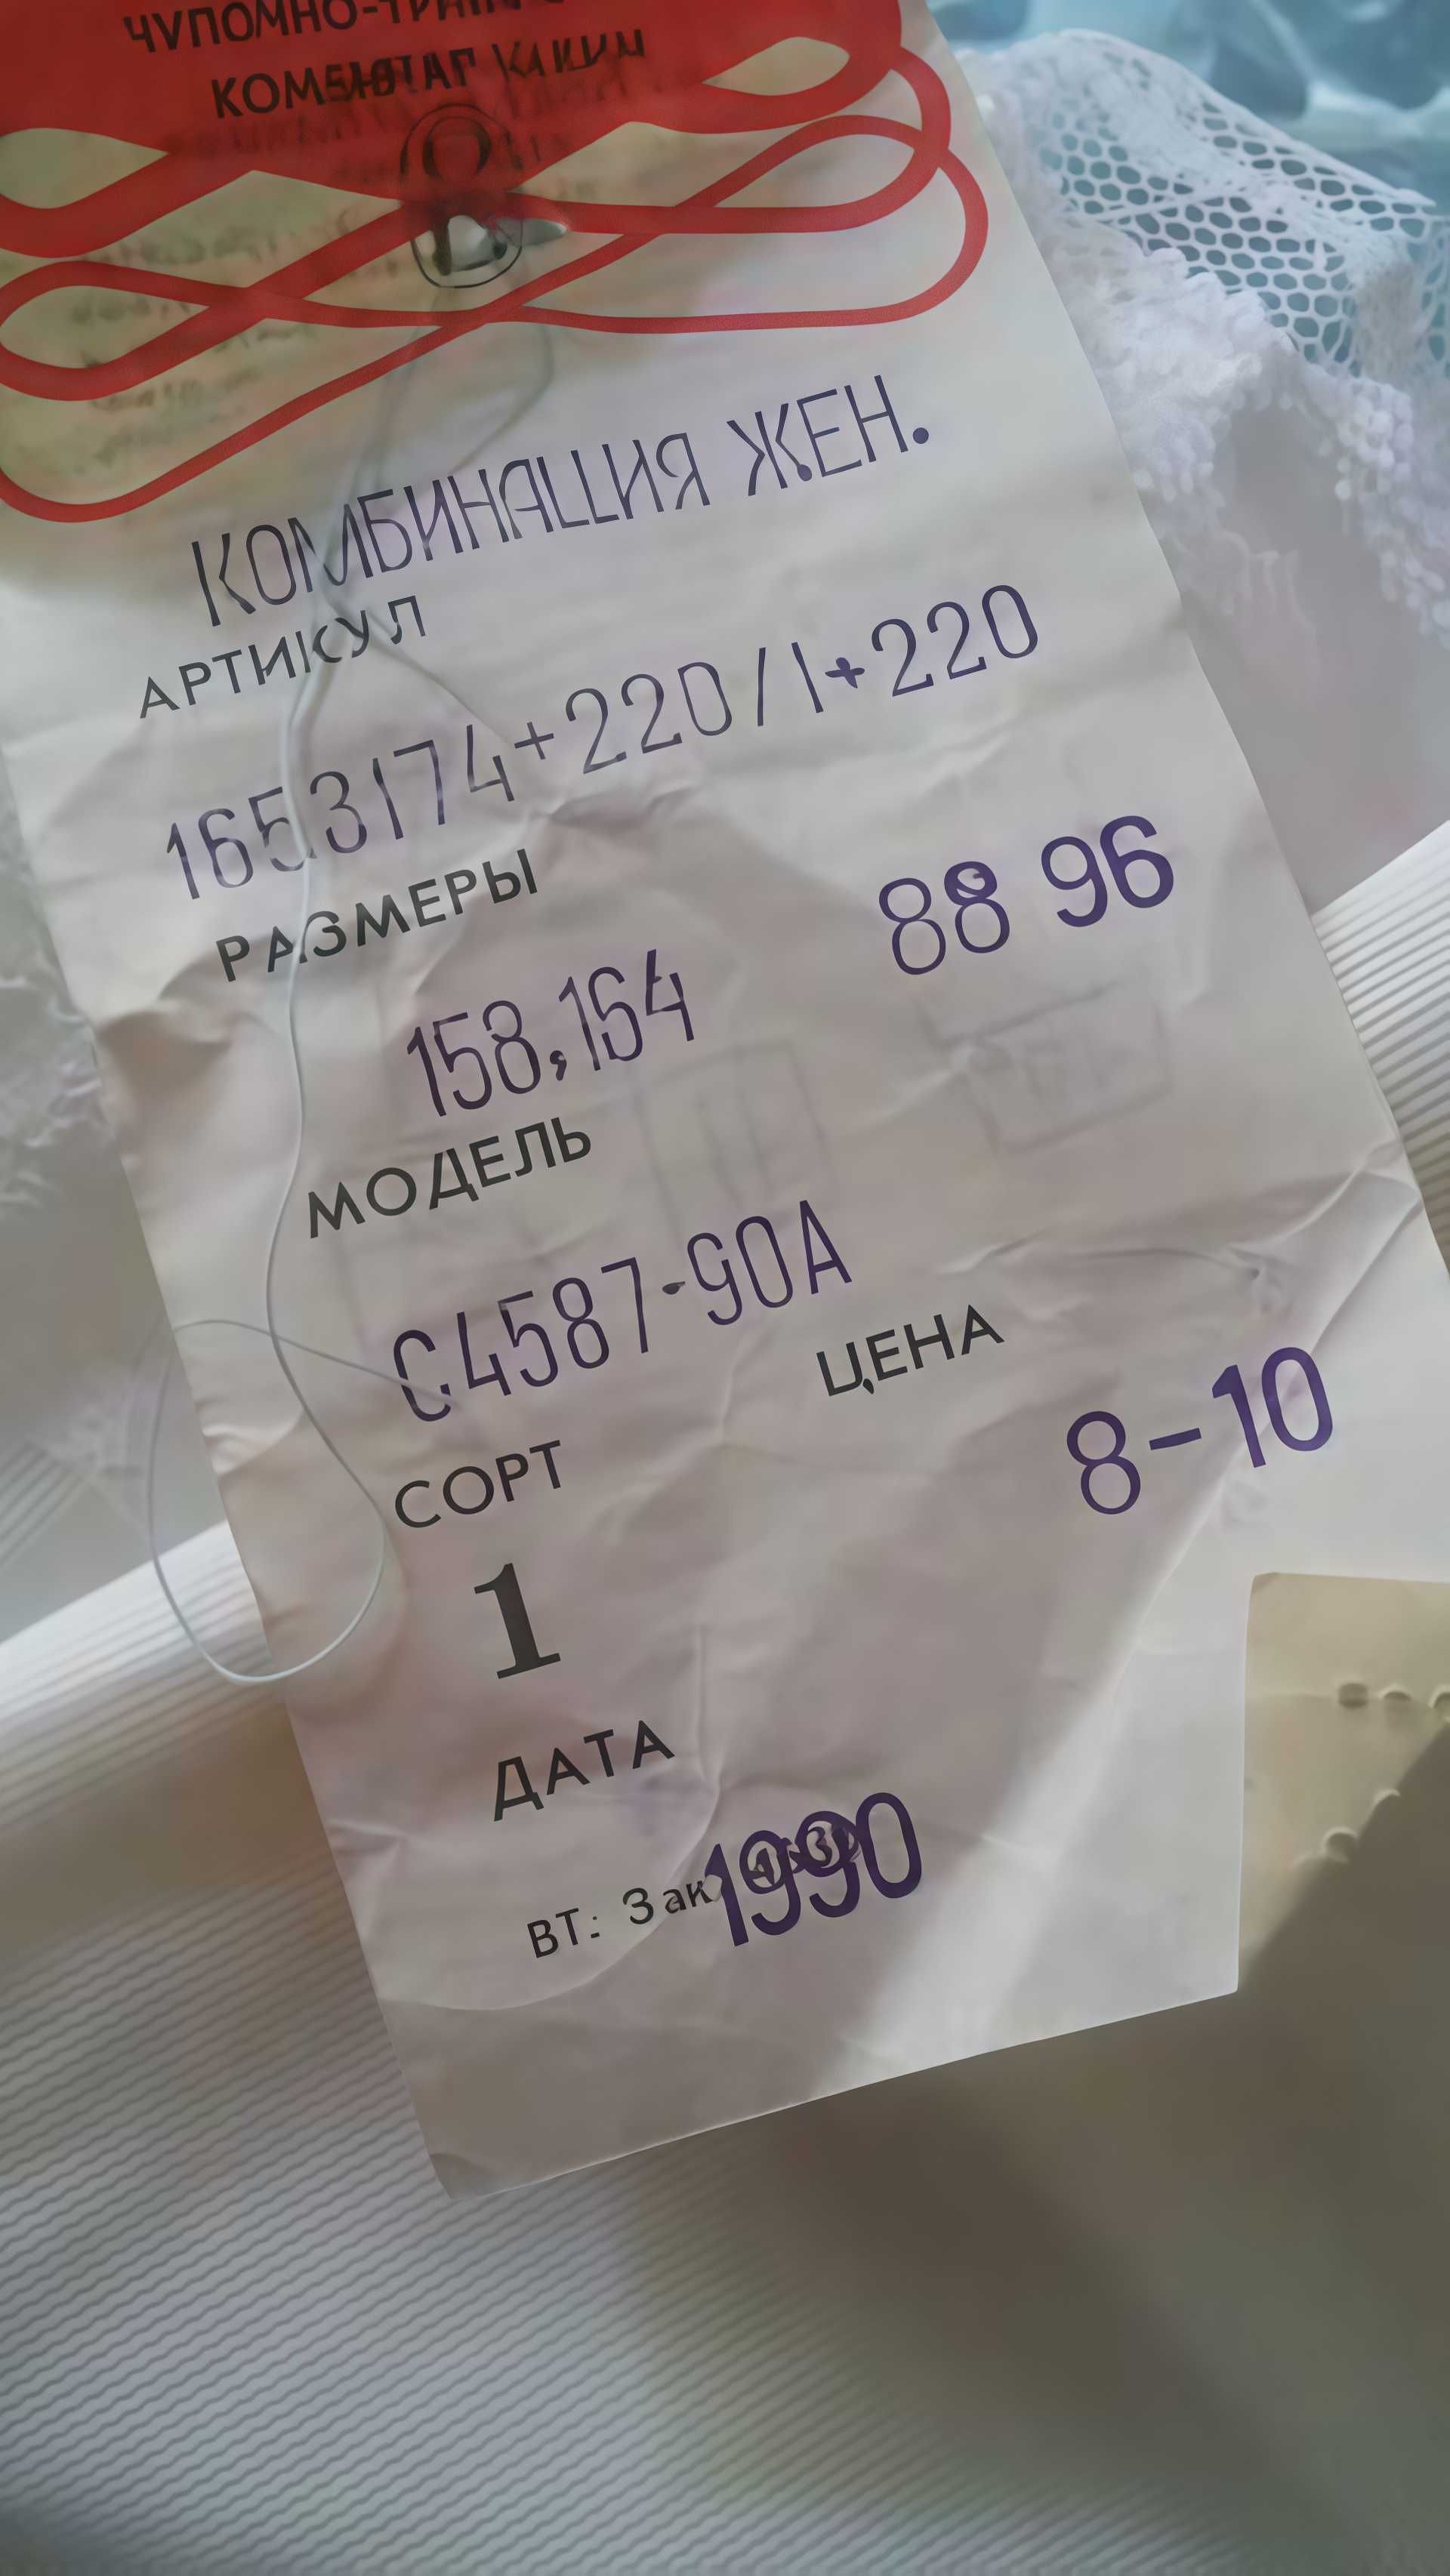 КОМБИНАЦИЯ ЖЕН.
АРТИКУЛ
1653174+220/1+220
РАЗМЕРЫ
88 96
158,164
МОДЕЛЬ
С4587-90А
ЦЕНА
8-10
СОРТ
1
ДАТА
1990
ВТ: Зак